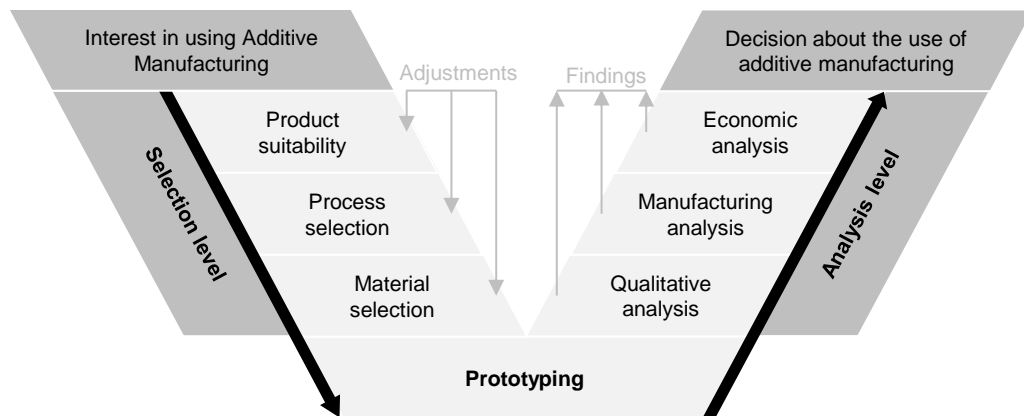 Interest in using Additive
Manufacturing
Decision about the use of
additive manufacturing
Adjustments
Findings
Product
suitability
Economic
analysis
Process
selection
Manufacturing
analysis
Material
selection
Qualitative
analysis
Selection level
Analysis level
Prototyping